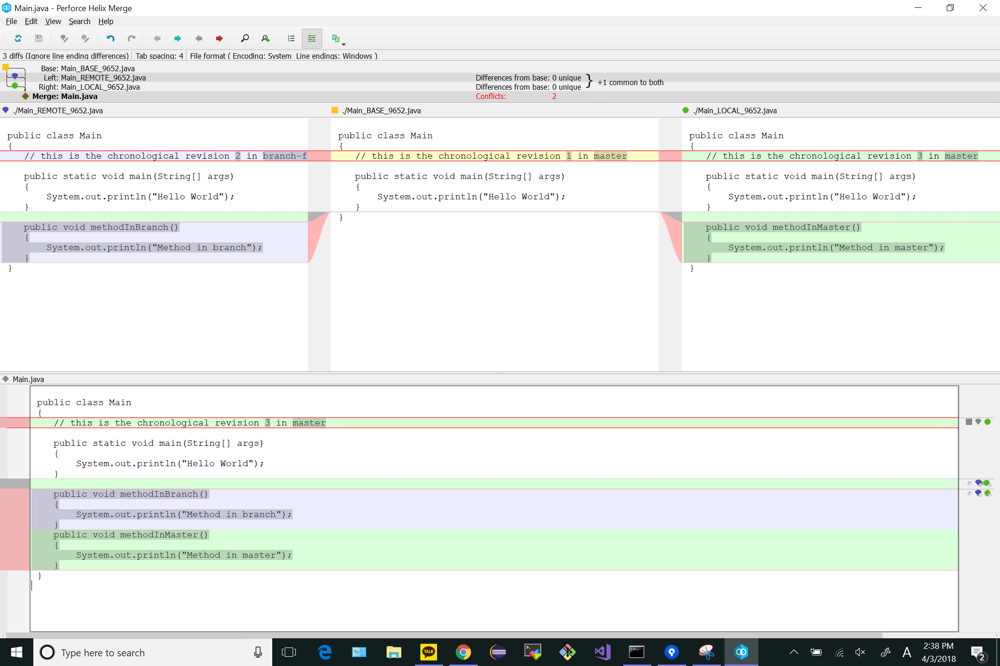 Main.java - Perforce Helix Merge
File Edit View Search Help
3 diffs (Ignore line ending differences) Tab spacing: 4 File format ( Encoding: System Line endings: Windows )
Base: Main_BASE_9652.java
Left: Main_REMOTE_9652.java Differences from base: 0 unique
Right: Main_LOCAL_9652.java Differences from base: 0 unique } +1 common to both
Merge: Main.java Conflicts: 2
./Main_REMOTE_9652.java
public class Main
{
// this is the chronological revision 2 in branch-f
public static void main(String[] args)
{
System.out.println("Hello World");
}
public void methodInBranch()
{
System.out.println("Method in branch");
}
}
./Main_BASE_9652.java
public class Main
{
// this is the chronological revision 1 in master
public static void main(String[] args)
{
System.out.println("Hello World");
}
}
./Main_LOCAL_9652.java
public class Main
{
// this is the chronological revision 3 in master
public static void main(String[] args)
{
System.out.println("Hello World");
}
public void methodInMaster()
{
System.out.println("Method in master");
}
}
Main.java
public class Main
{
// this is the chronological revision 3 in master
public static void main(String[] args)
{
System.out.println("Hello World");
}
public void methodInBranch()
{
System.out.println("Method in branch");
}
public void methodInMaster()
{
System.out.println("Method in master");
}
}
Type here to search
TALK
A
2:38 PM
4/3/2018
2